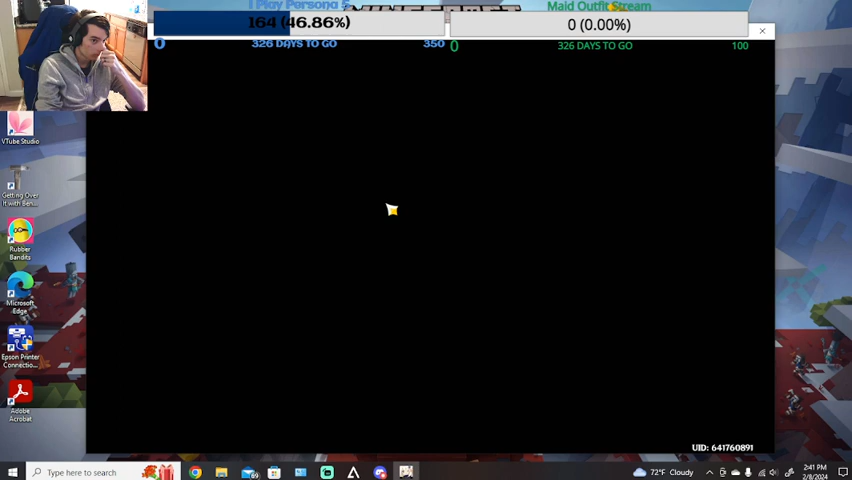 I Play Persona 5
164 (46.86%)
0
326 DAYS TO GO
350
Maid Outfit Stream
0 (0.00%)
0
326 DAYS TO GO
100
VTube Studio
Getting Over
It with Ben...
Rubber
Bandits
Microsoft
Edge
Epson Printer
Connectio...
Adobe
Acrobat
UID: 641760891
Type here to search
72°F Cloudy
2:41 PM
2/8/2024